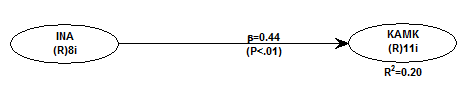 INA
(R)8i
β=0.44
(P<.01)
KAMK
(R)11i
R²=0.20